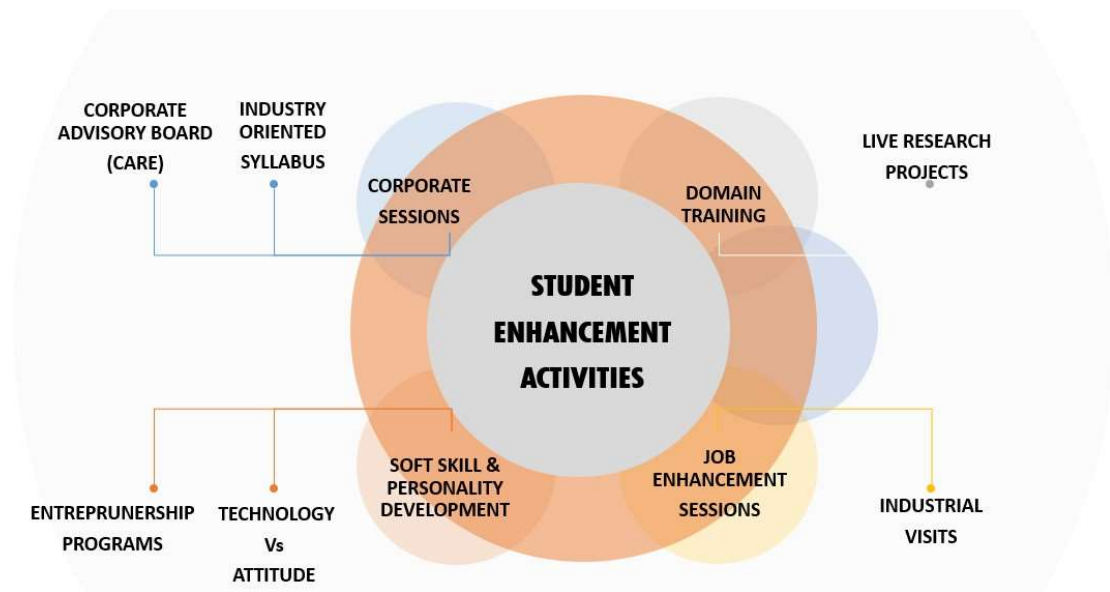 CORPORATE
ADVISORY BOARD
(CARE)
INDUSTRY
ORIENTED
SYLLABUS
CORPORATE
SESSIONS
DOMAIN
TRAINING
LIVE RESEARCH
PROJECTS
STUDENT
ENHANCEMENT
ACTIVITIES
ENTREPRUNERSHIP
PROGRAMS
TECHNOLOGY
Vs
ATTITUDE
SOFT SKILL &
PERSONALITY
DEVELOPMENT
JOB
ENHANCEMENT
SESSIONS
INDUSTRIAL
VISITS